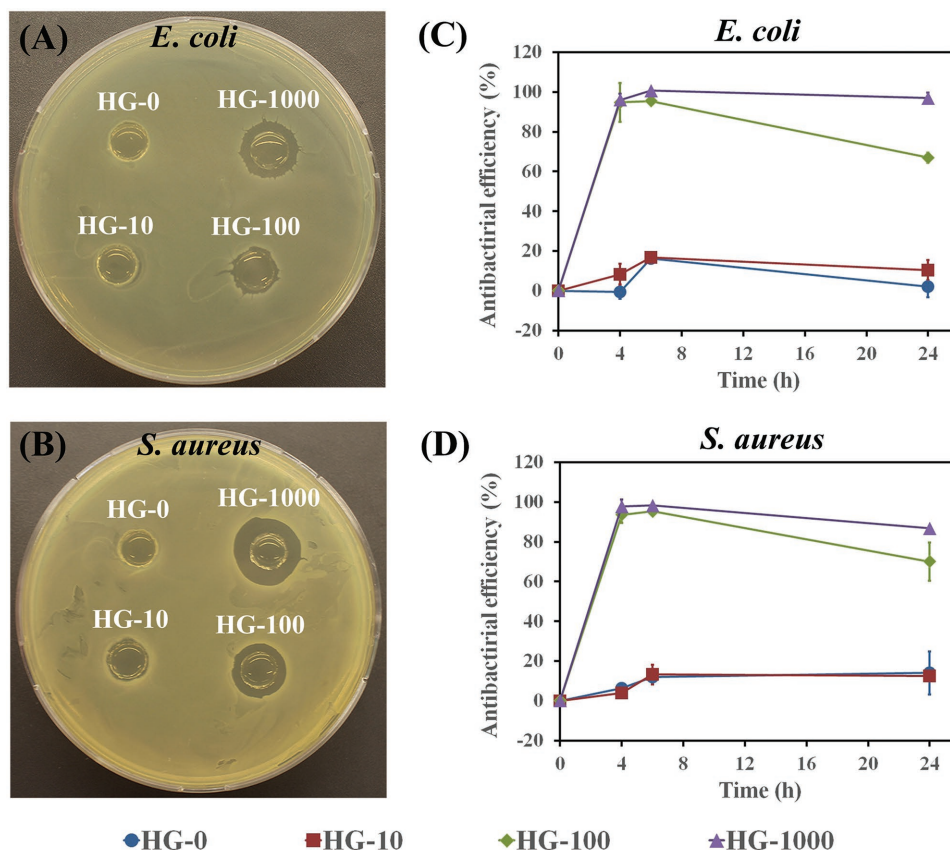 (A)
E. coli
HG-0
HG-1000
HG-10
HG-100
(C)
E. coli
Antibactirial efficiency (%)
120
100
80
60
40
20
0
-20
0 4 8 12 16 20 24
Time (h)
(B)
S. aureus
HG-0
HG-1000
HG-10
HG-100
(D)
S. aureus
Antibactirial efficiency (%)
120
100
80
60
40
20
0
-20
0 4 8 12 16 20 24
Time (h)
HG-0 HG-10 HG-100 HG-1000